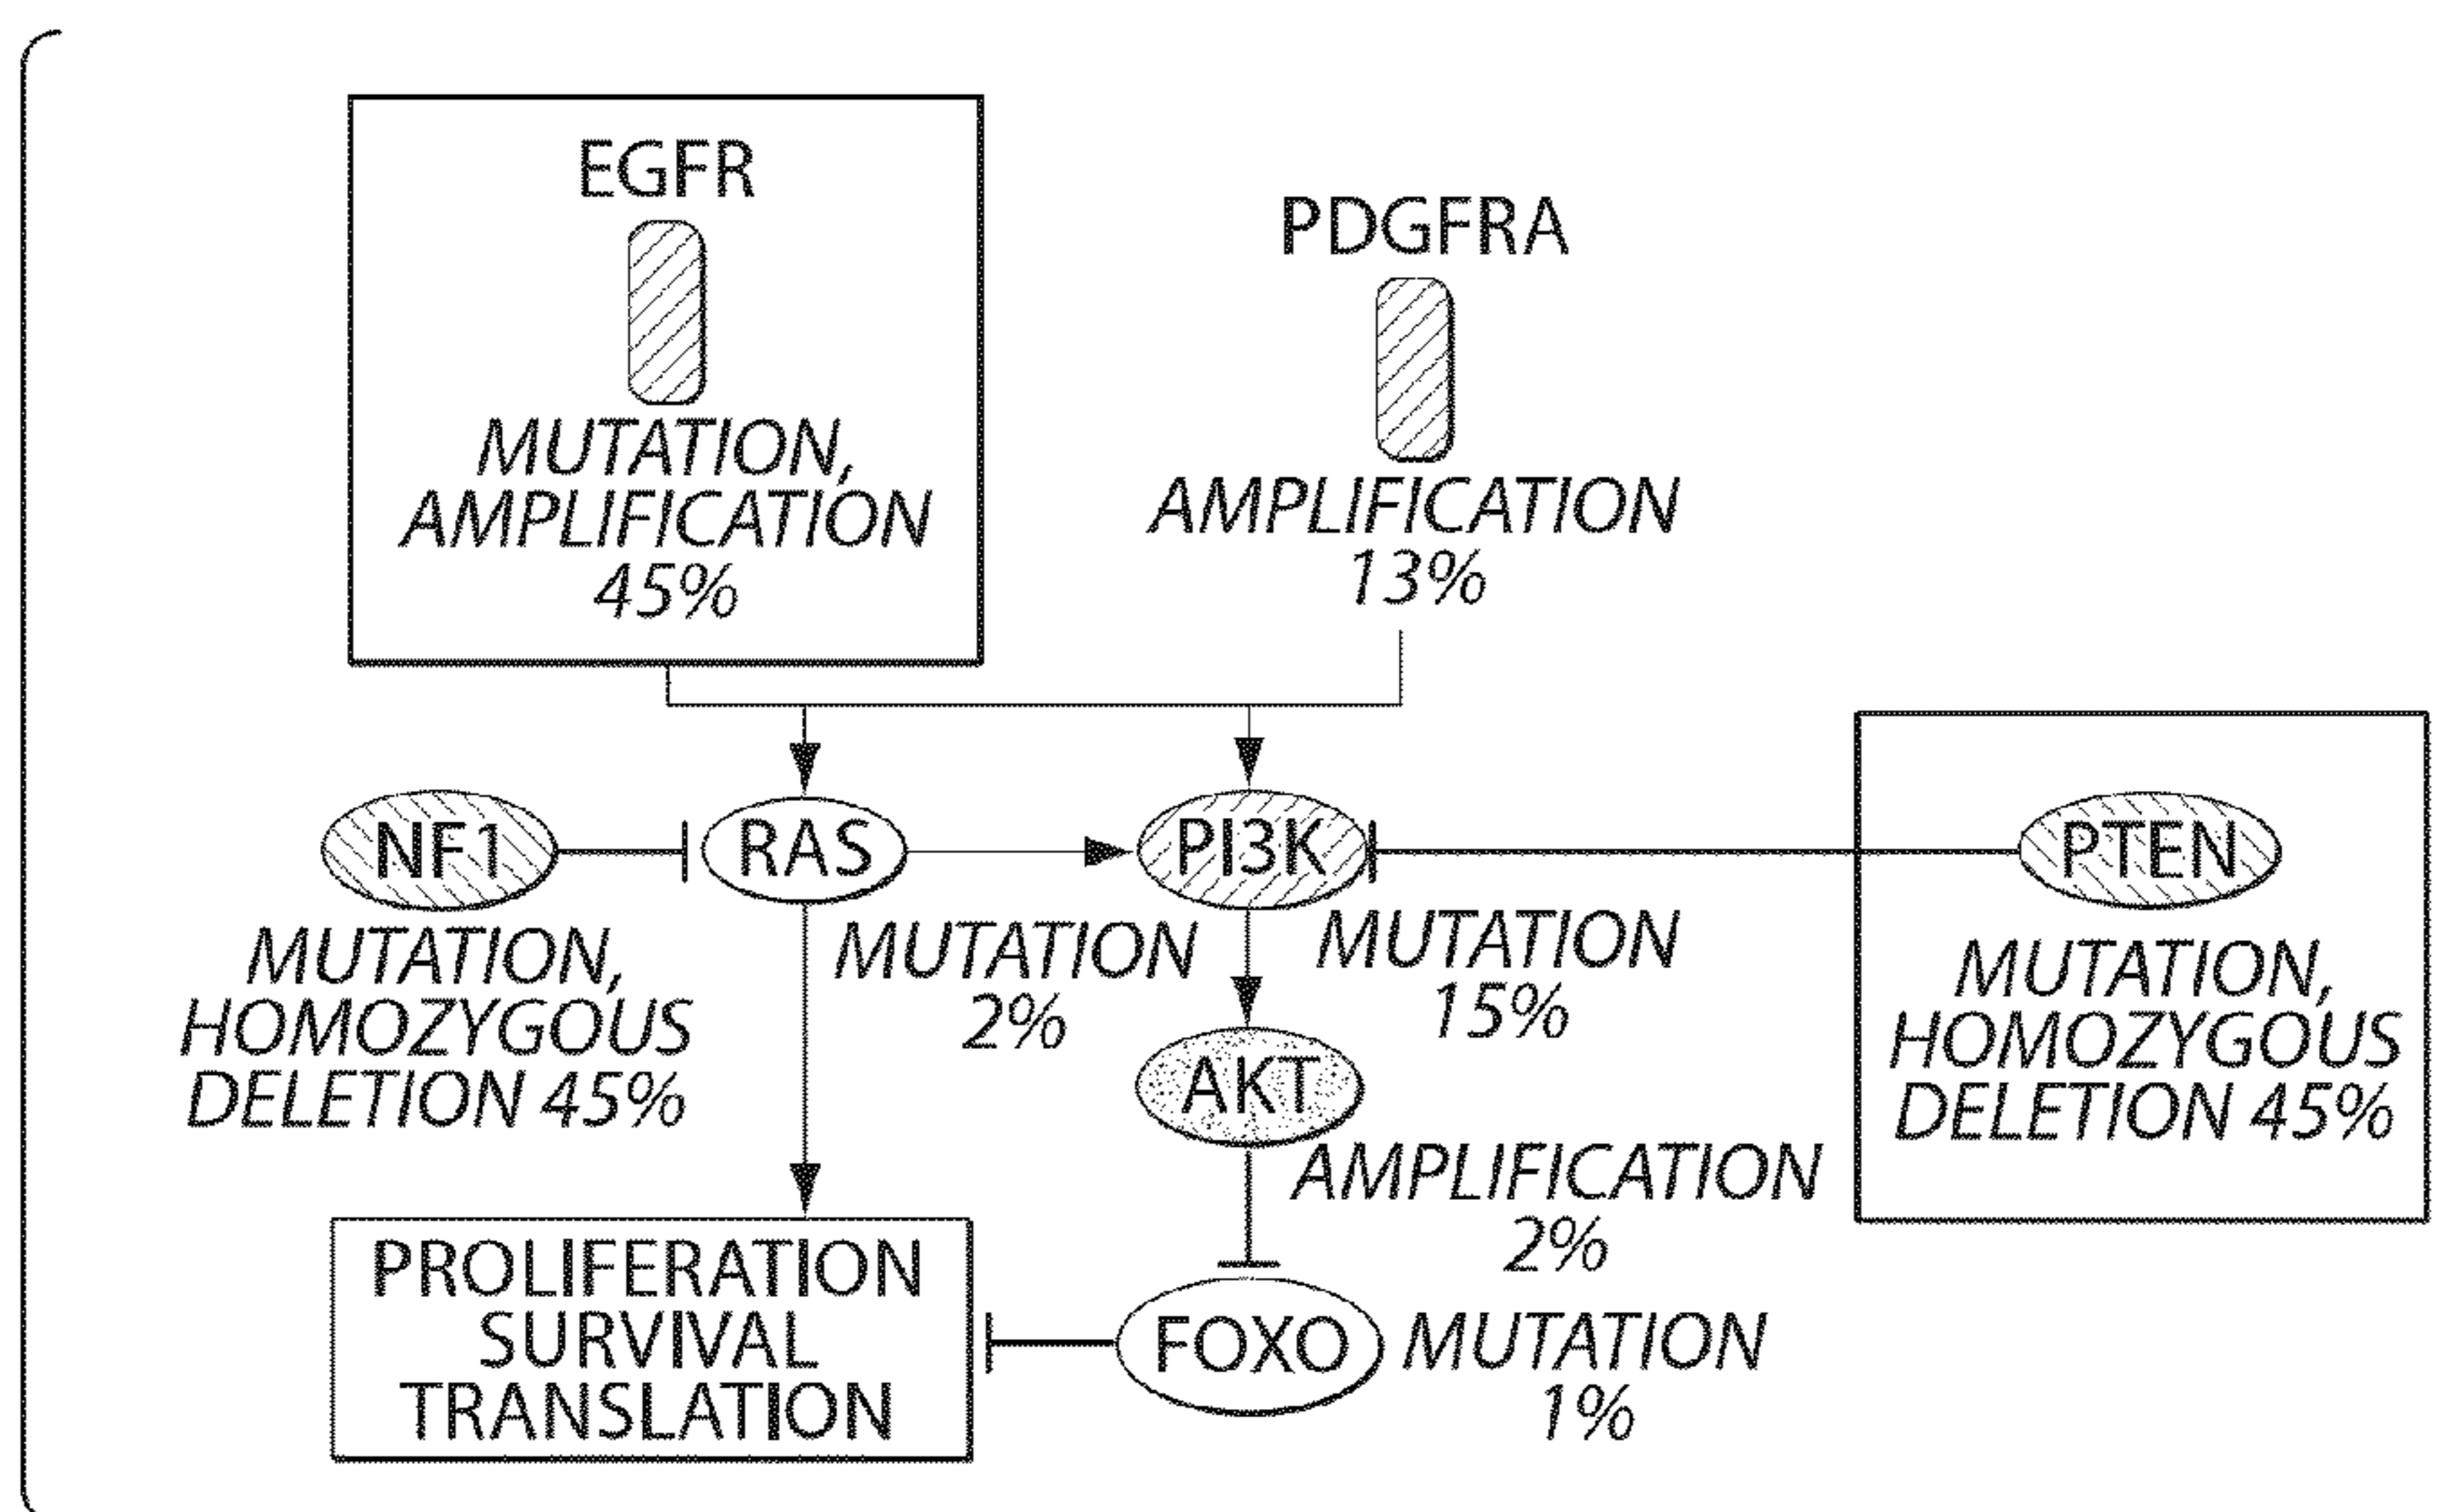 EGFR
MUTATION,
AMPLIFICATION
45%
PDGFRA
AMPLIFICATION
13%
NF1
MUTATION,
HOMOZYGOUS
DELETION 45%
RAS
MUTATION
2%
PI3K
MUTATION
15%
PTEN
MUTATION,
HOMOZYGOUS
DELETION 45%
AKT
AMPLIFICATION
2%
FOXO
MUTATION
1%
PROLIFERATION
SURVIVAL
TRANSLATION